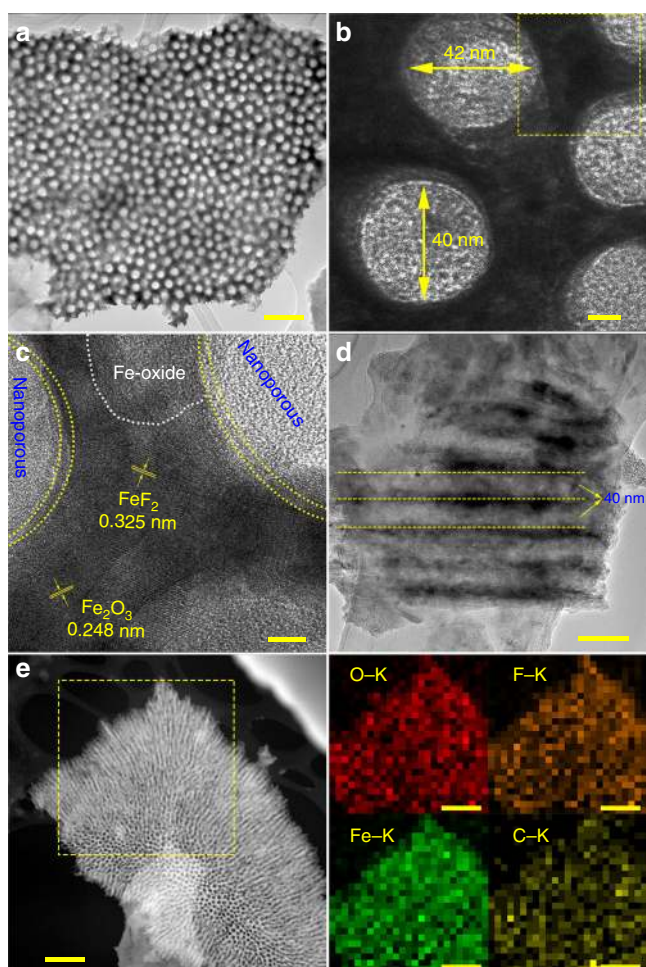 a
b
42 nm
40 nm
c
Nanoporous
Fe-oxide
Nanoporous
FeF2
0.325 nm
Fe2O3
0.248 nm
d
40 nm
e
O–K
F–K
Fe–K
C–K